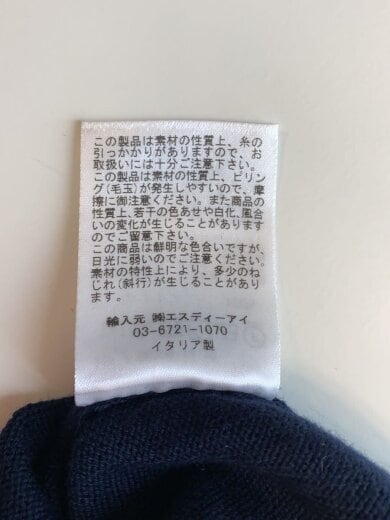 この製品は素材の性質上、糸の
引っかかりがありますので、お
取扱いには十分ご注意下さい。
この製品は素材の性質上、ピリン
グ(毛玉)が発生しやすいので、摩
擦に御注意ください。また商品の
性質上、若干の色あせや白化、風合
いの変化が生じることがあります
のでご留意下さい。
この商品は鮮明な色合いですが、
日光に弱いのでご注意ください。
素材の特性上により、多少のね
じれ(斜行)が生じることがあり
ます。
輸入元 ㈱エスディーアイ
03-6721-1070
イタリア製